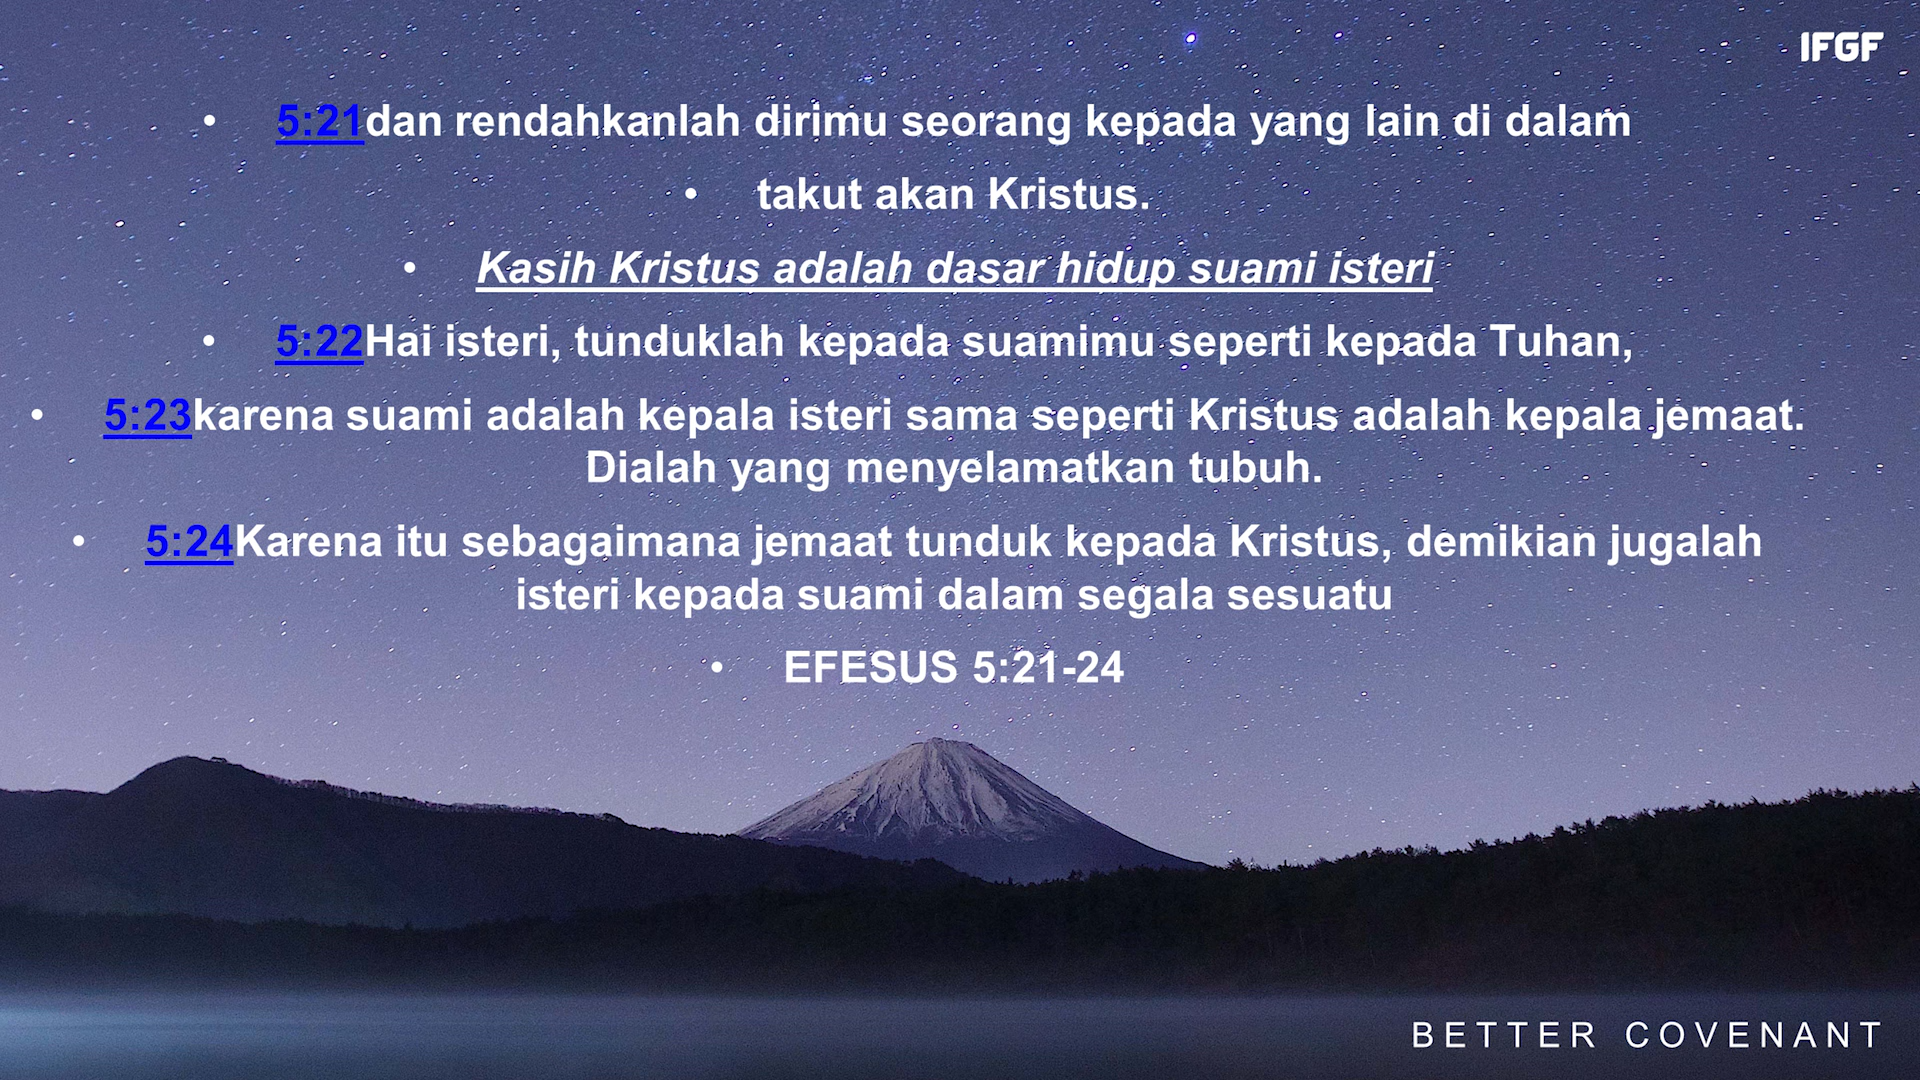 IFGF
• 5:21dan rendahkanlah dirimu seorang kepada yang lain di dalam
• takut akan Kristus.
• Kasih Kristus adalah dasar hidup suami isteri
• 5:22Hai isteri, tunduklah kepada suamimu seperti kepada Tuhan,
• 5:23karena suami adalah kepala isteri sama seperti Kristus adalah kepala jemaat.
Dialah yang menyelamatkan tubuh.
• 5:24Karena itu sebagaimana jemaat tunduk kepada Kristus, demikian jugalah
isteri kepada suami dalam segala sesuatu
• EFESUS 5:21-24
BETTER COVENANT